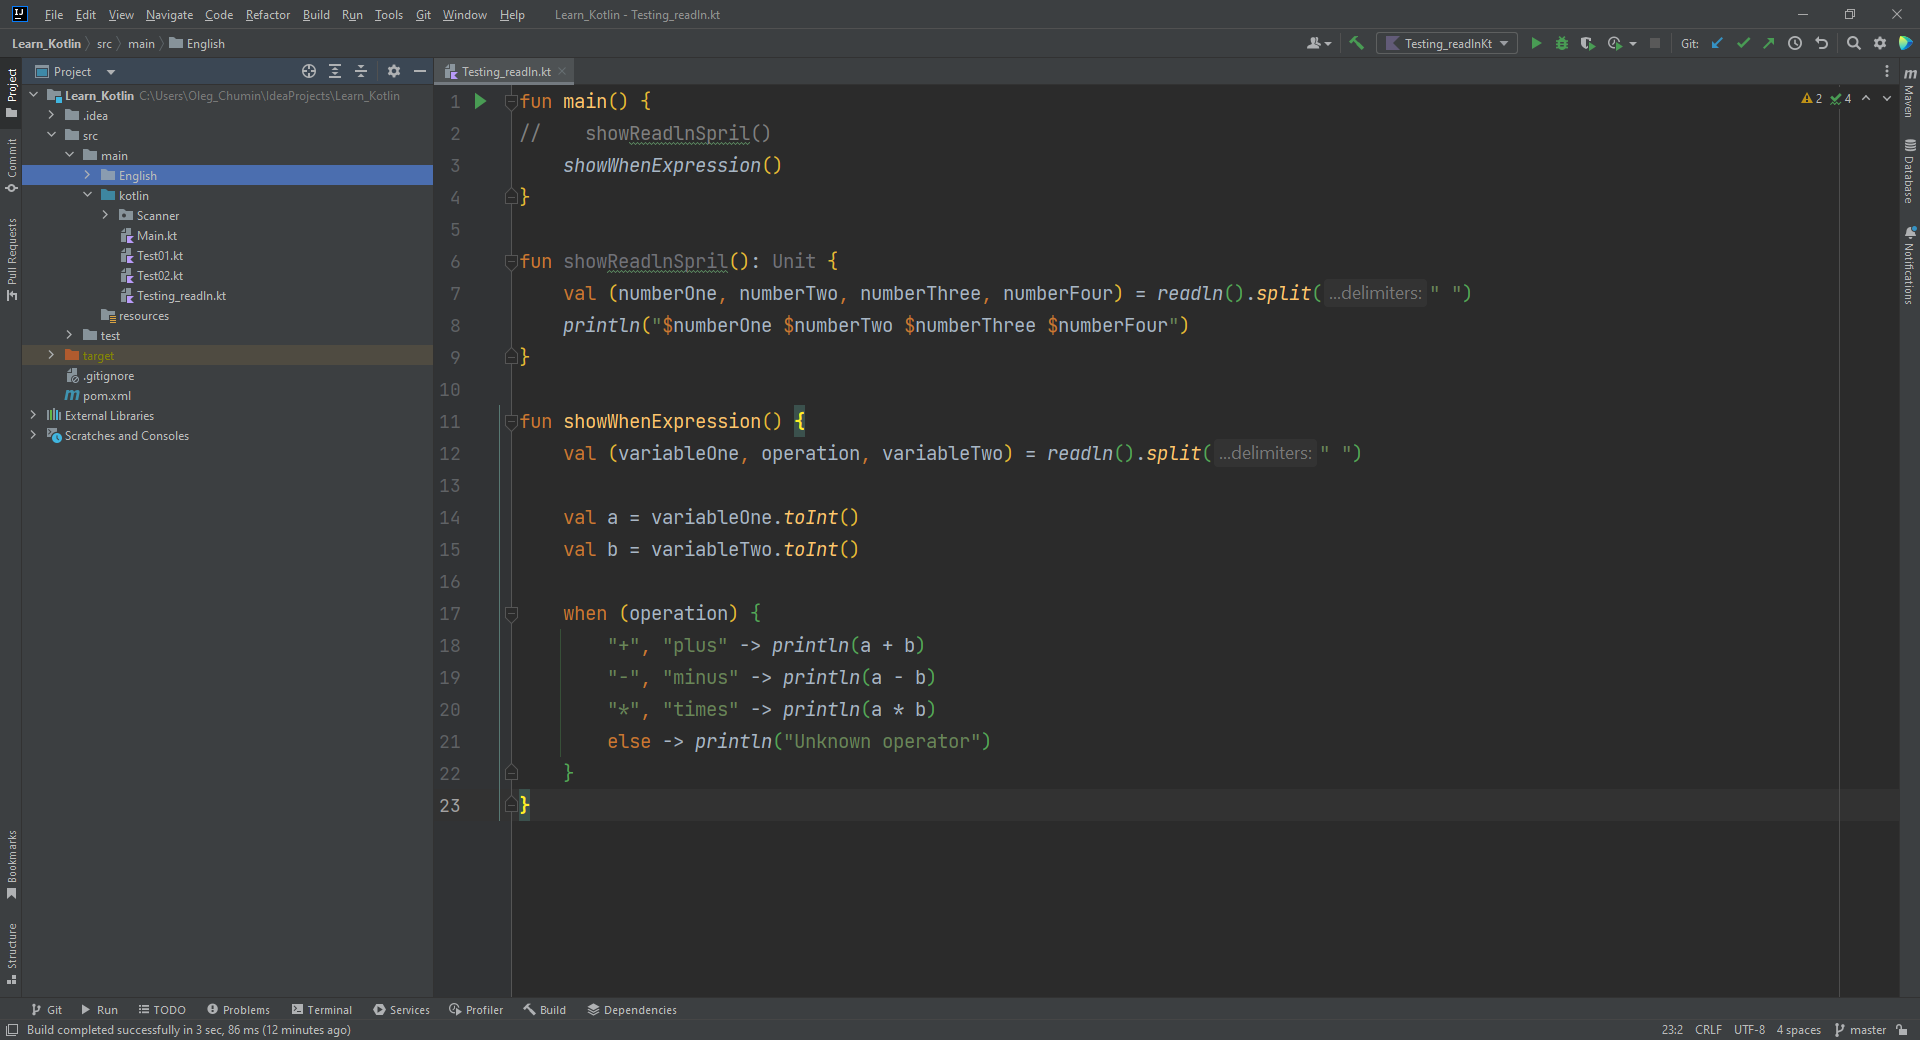 File Edit View Navigate Code Refactor Build Run Tools Git Window Help Learn_Kotlin - Testing_readln.kt
Learn_Kotlin src main English Testing_readlnKt Git:
Project Testing_readln.kt
Learn_Kotlin C:\Users\Oleg_Chumin\IdeaProjects\Learn_Kotlin
.idea
src
main
English
kotlin
Scanner
Main.kt
Test01.kt
Test02.kt
Testing_readln.kt
resources
test
target
.gitignore
pom.xml
External Libraries
Scratches and Consoles
Project
Commit
Pull Requests
Bookmarks
Structure
1 fun main() {
2 //    showReadlnSpril()
3     showWhenExpression()
4 }
5
6 fun showReadlnSpril(): Unit {
7     val (numberOne, numberTwo, numberThree, numberFour) = readln().split( ...delimiters: " ")
8     println("$numberOne $numberTwo $numberThree $numberFour")
9 }
10
11 fun showWhenExpression() {
12     val (variableOne, operation, variableTwo) = readln().split( ...delimiters: " ")
13
14     val a = variableOne.toInt()
15     val b = variableTwo.toInt()
16
17     when (operation) {
18         "+", "plus" -> println(a + b)
19         "-", "minus" -> println(a - b)
20         "*", "times" -> println(a * b)
21         else -> println("Unknown operator")
22     }
23 }
2 4
Maven
Database
Notifications
Git Run TODO Problems Terminal Services Profiler Build Dependencies
Build completed successfully in 3 sec, 86 ms (12 minutes ago) 23:2 CRLF UTF-8 4 spaces master